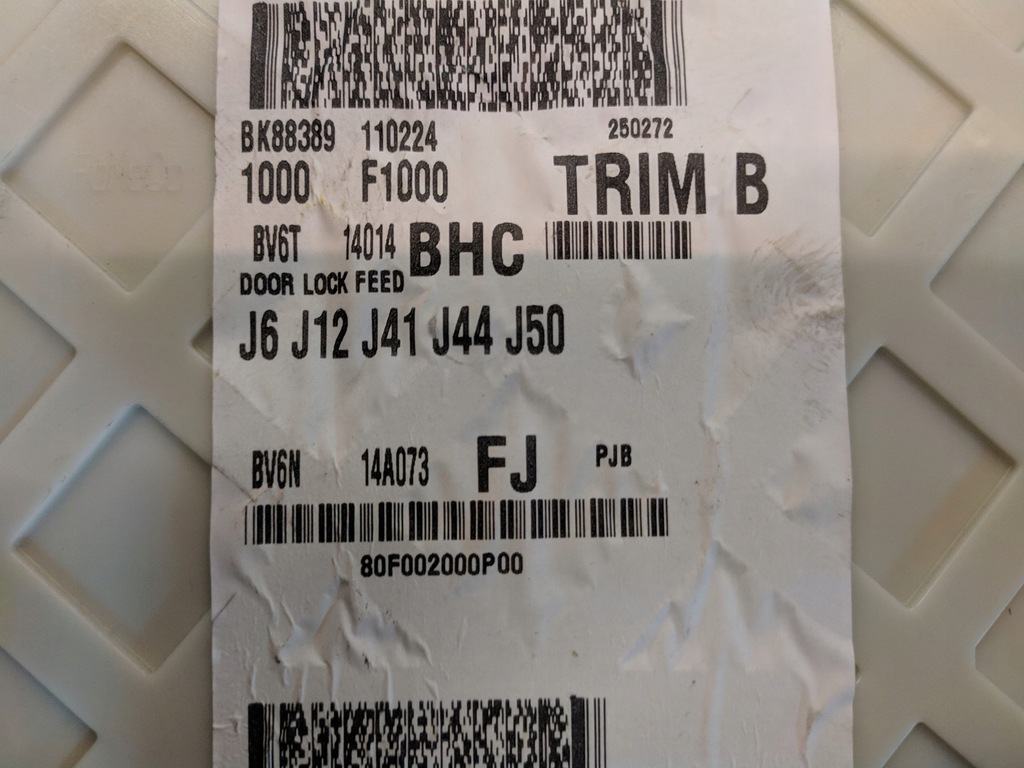 BK88389 110224 250272
1000 F1000 TRIM B
BV6T 14014 BHC
DOOR LOCK FEED
J6 J12 J41 J44 J50
BV6N 14A073 FJ PJB
80F002000P00